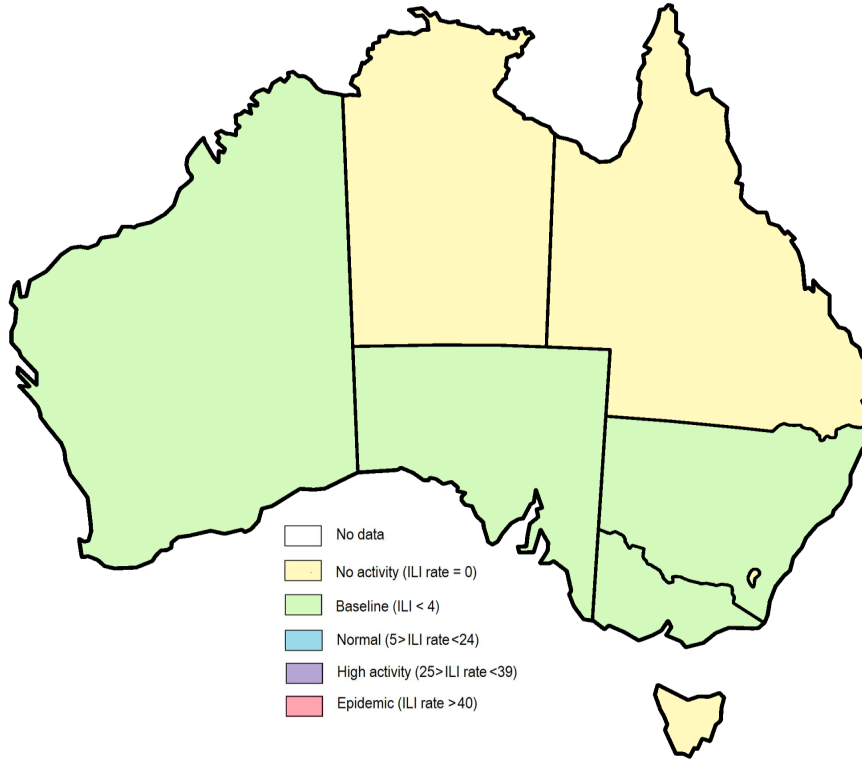 No data
No activity (ILI rate = 0)
Baseline (ILI < 4)
Normal (5> ILI rate <24)
High activity (25> ILI rate <39)
Epidemic (ILI rate >40)